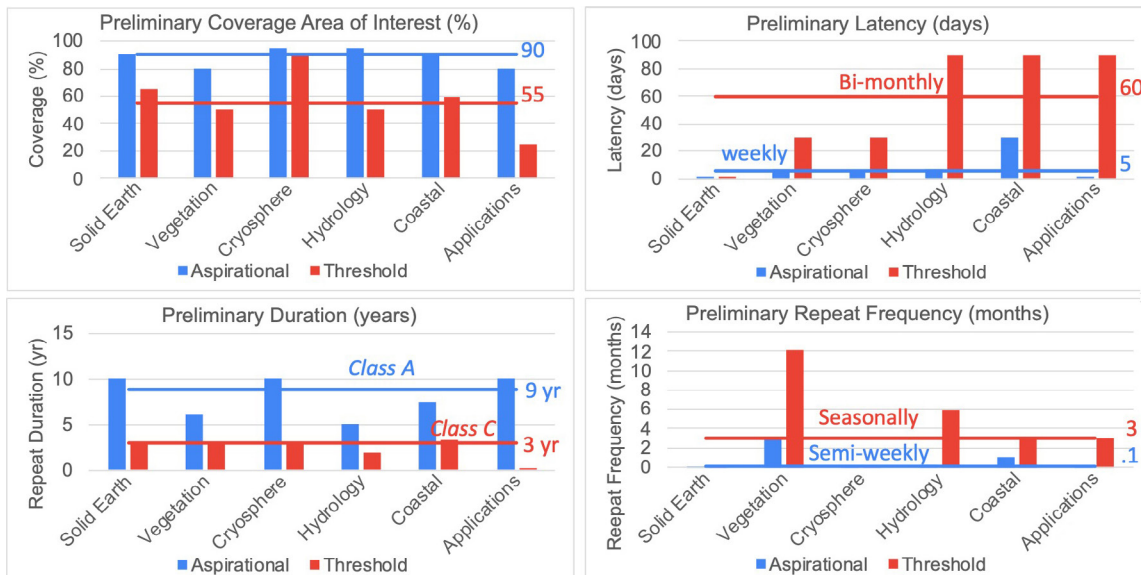 Preliminary Coverage Area of Interest (%)
Coverage (%)
100
80
60
40
20
0
90
55
Solid Earth
Vegetation
Cryosphere
Hydrology
Coastal
Applications
Aspirational Threshold
Preliminary Latency (days)
Latency (days)
100
80
60
40
20
0
Bi-monthly
60
weekly
5
Solid Earth
Vegetation
Cryosphere
Hydrology
Coastal
Applications
Aspirational Threshold
Preliminary Duration (years)
Repeat Duration (yr)
15
10
5
0
Class A
9 yr
Class C
3 yr
Solid Earth
Vegetation
Cryosphere
Hydrology
Coastal
Applications
Aspirational Threshold
Preliminary Repeat Frequency (months)
Reepat Frequency (months)
14
12
10
8
6
4
2
0
Seasonally
3
Semi-weekly
.1
Solid Earth
Vegetation
Cryosphere
Hydrology
Coastal
Applications
Aspirational Threshold